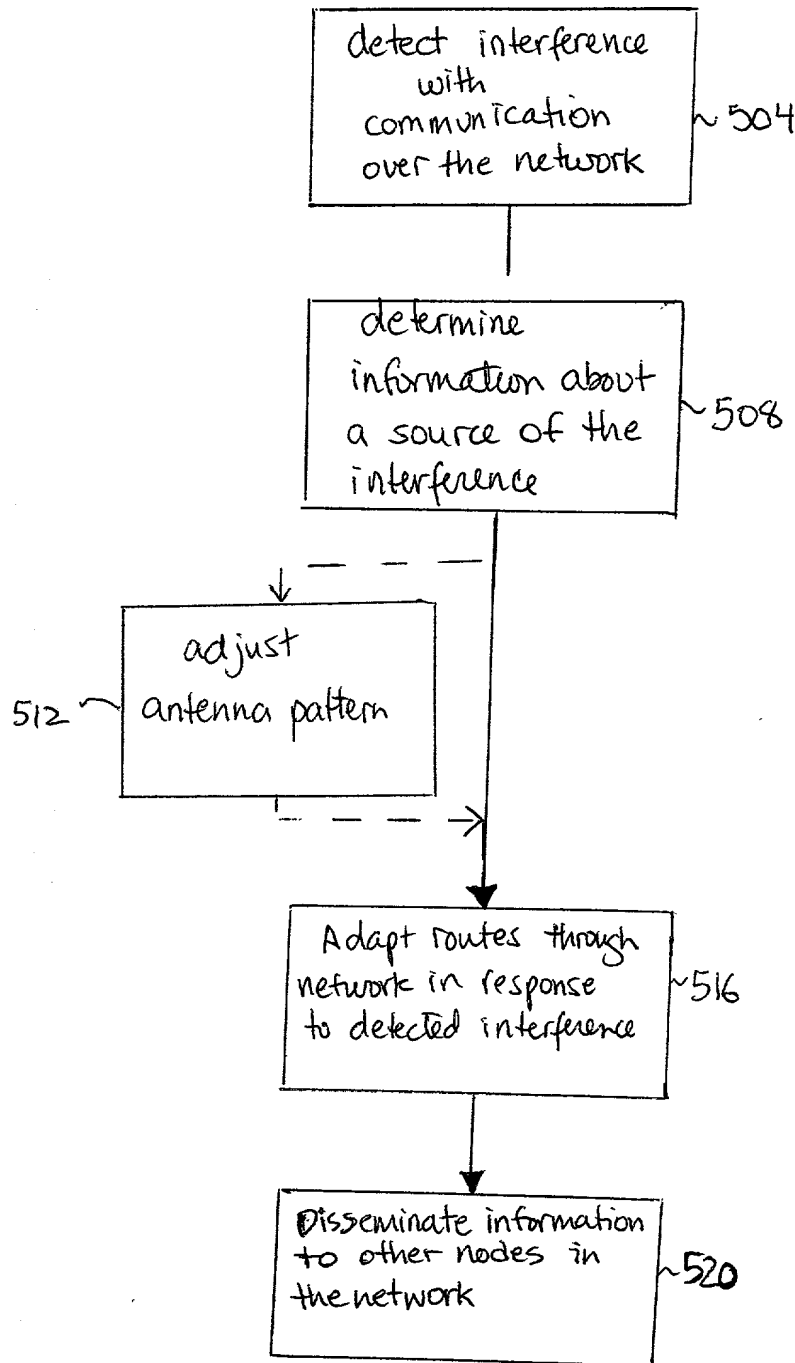 detect interference
with
communication
over the network
504
determine
information about
a source of the
interference
508
adjust
antenna pattern
512
Adapt routes through
network in response
to detected interference
516
Disseminate information
to other nodes in
the network
520